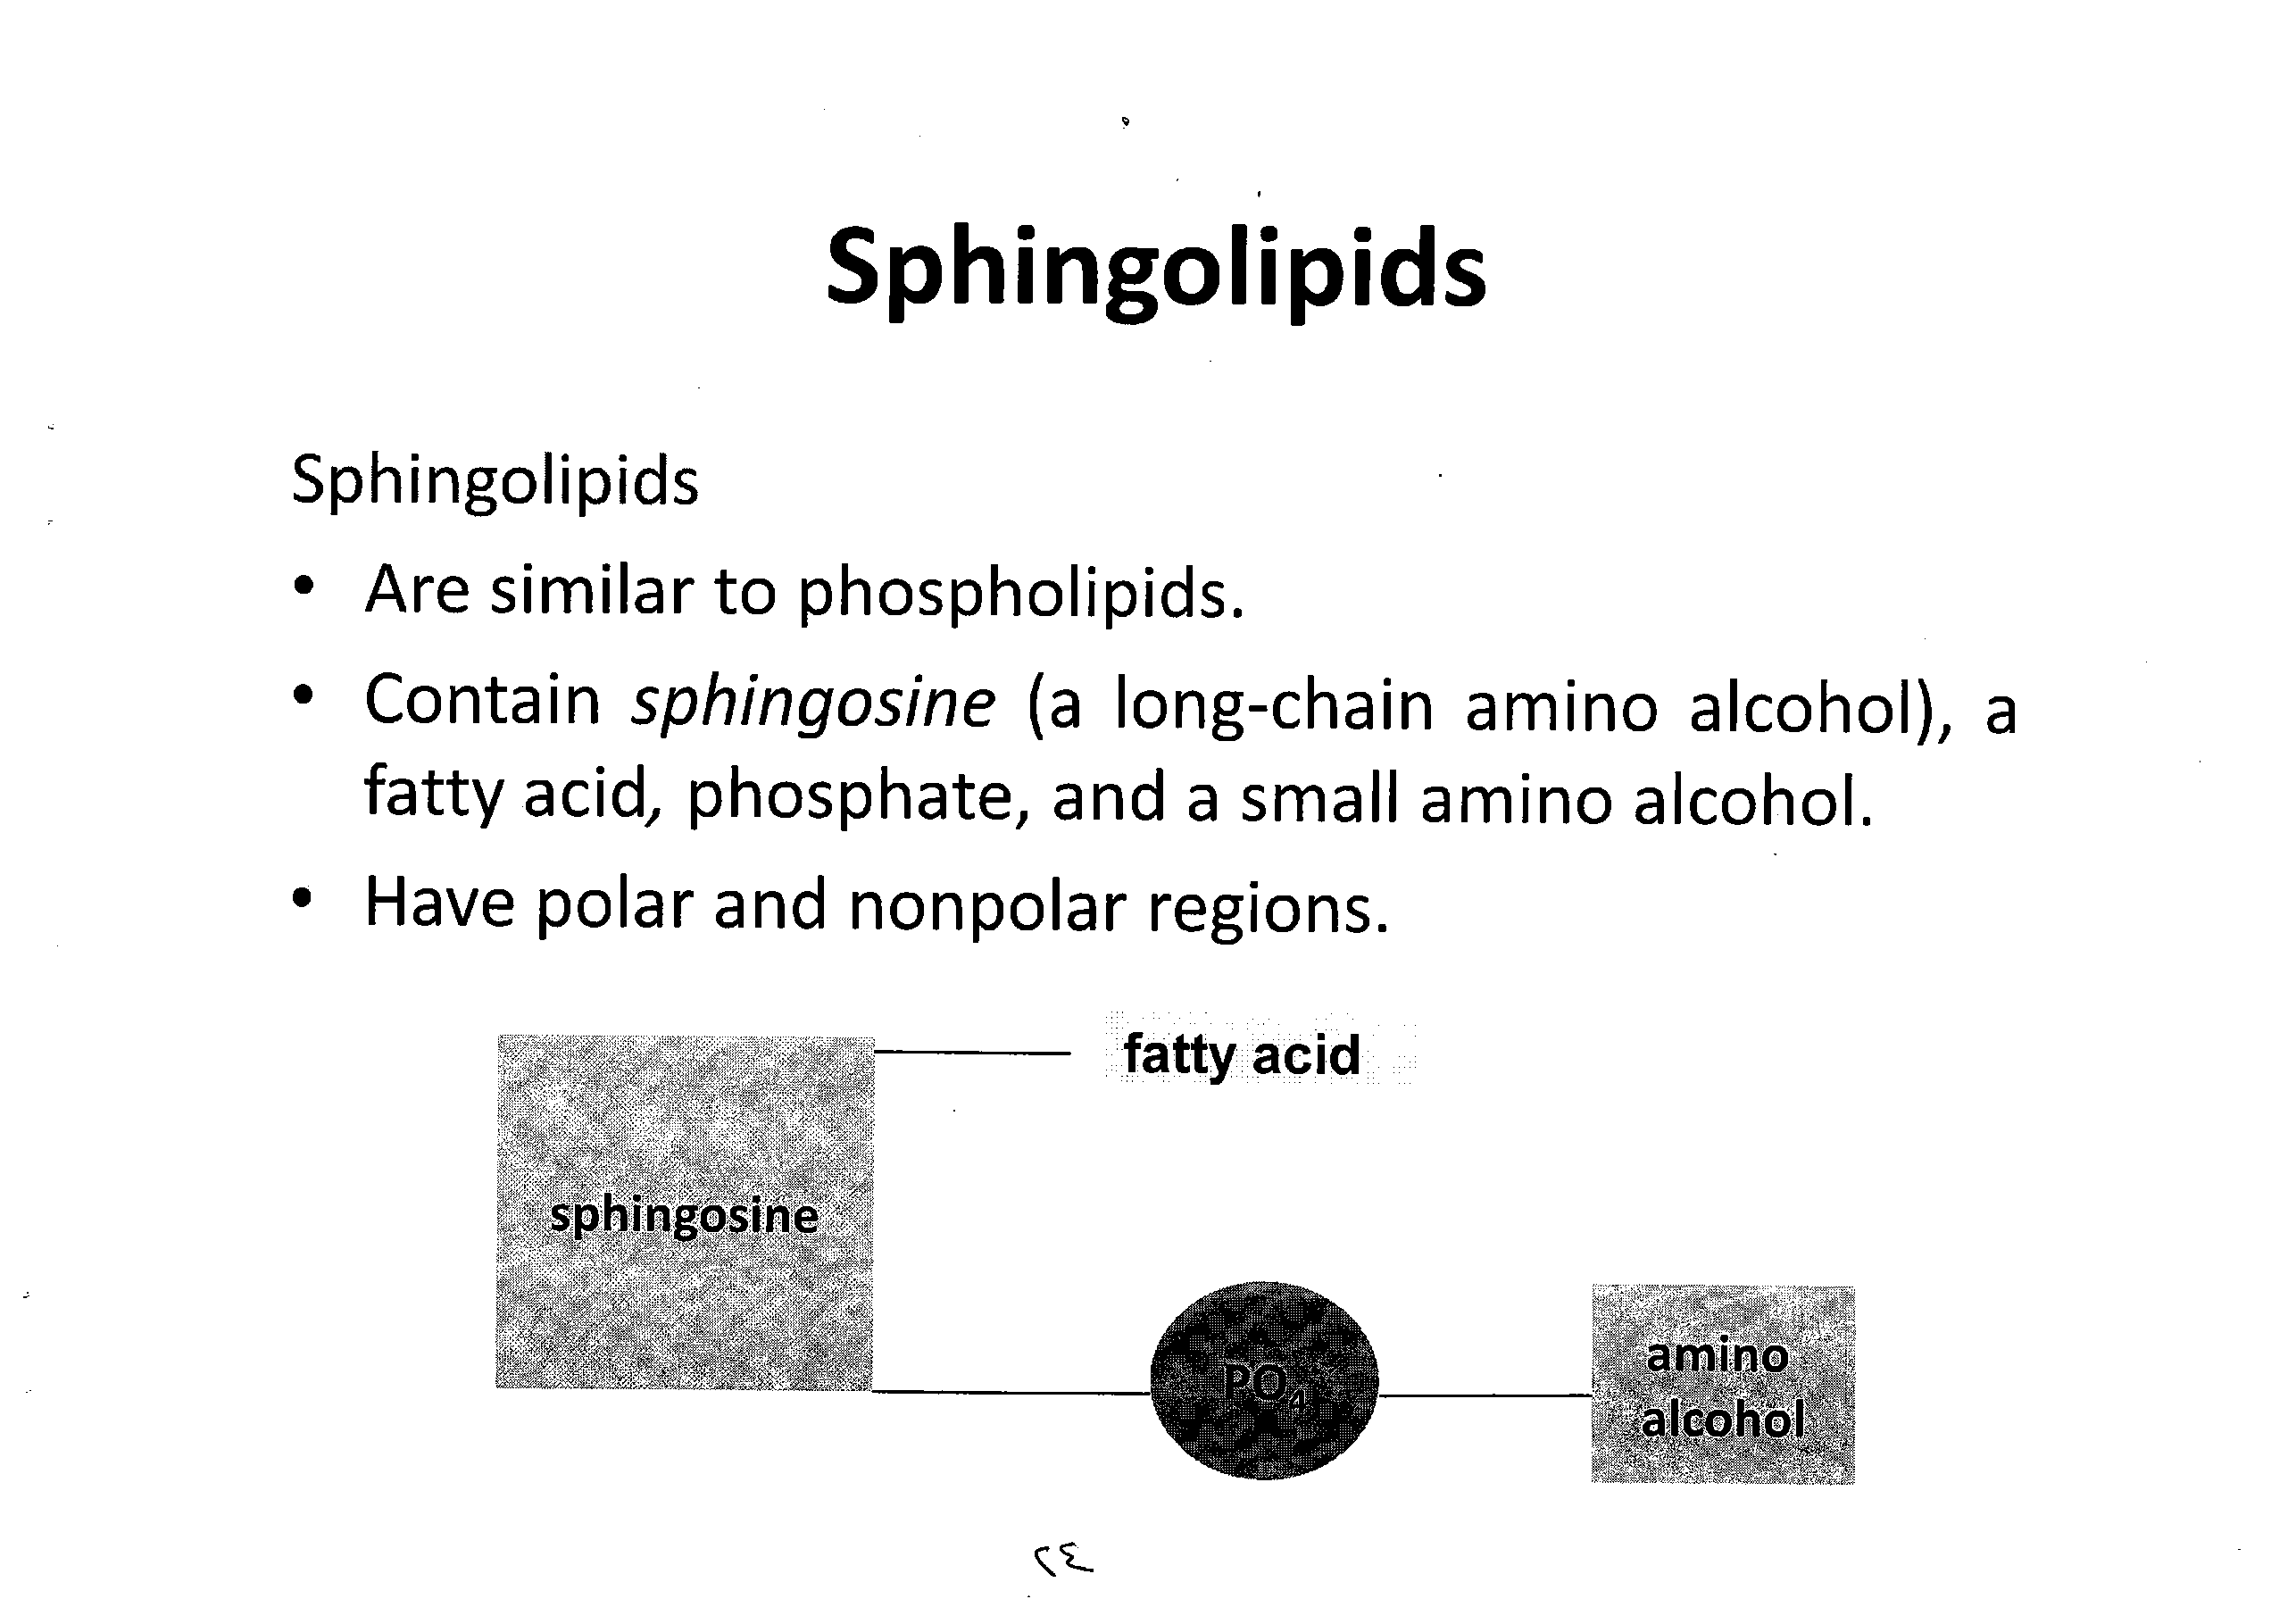 Sphingolipids
Sphingolipids
• Are similar to phospholipids.
• Contain sphingosine (a long-chain amino alcohol), a
fatty acid, phosphate, and a small amino alcohol.
• Have polar and nonpolar regions.
fatty acid
sphingosine
PO₄
amino
alcohol
٢٤